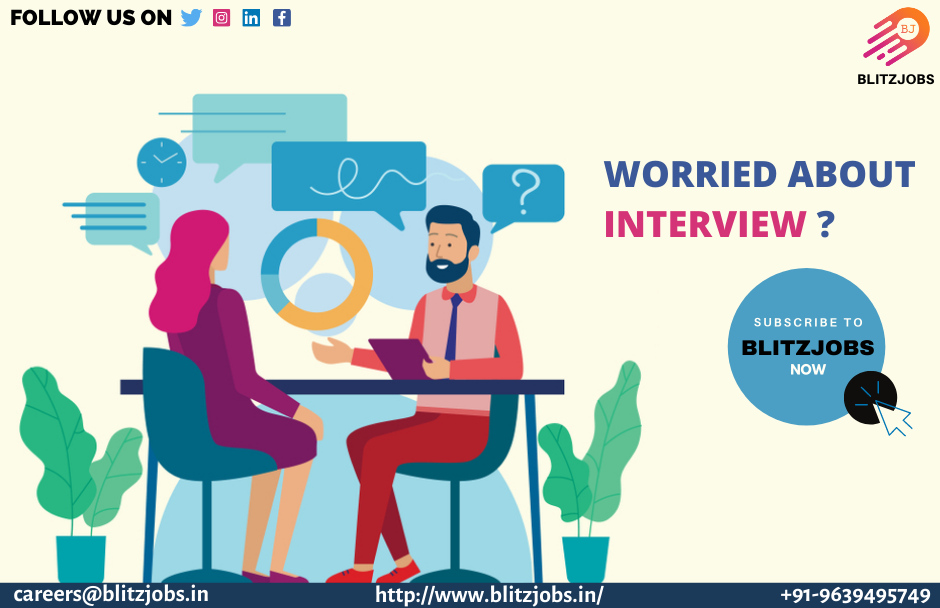 FOLLOW US ON
BJ
BLITZJOBS
WORRIED ABOUT
INTERVIEW ?
?
SUBSCRIBE TO
BLITZJOBS
NOW
careers@blitzjobs.in
http://www.blitzjobs.in/
+91-9639495749